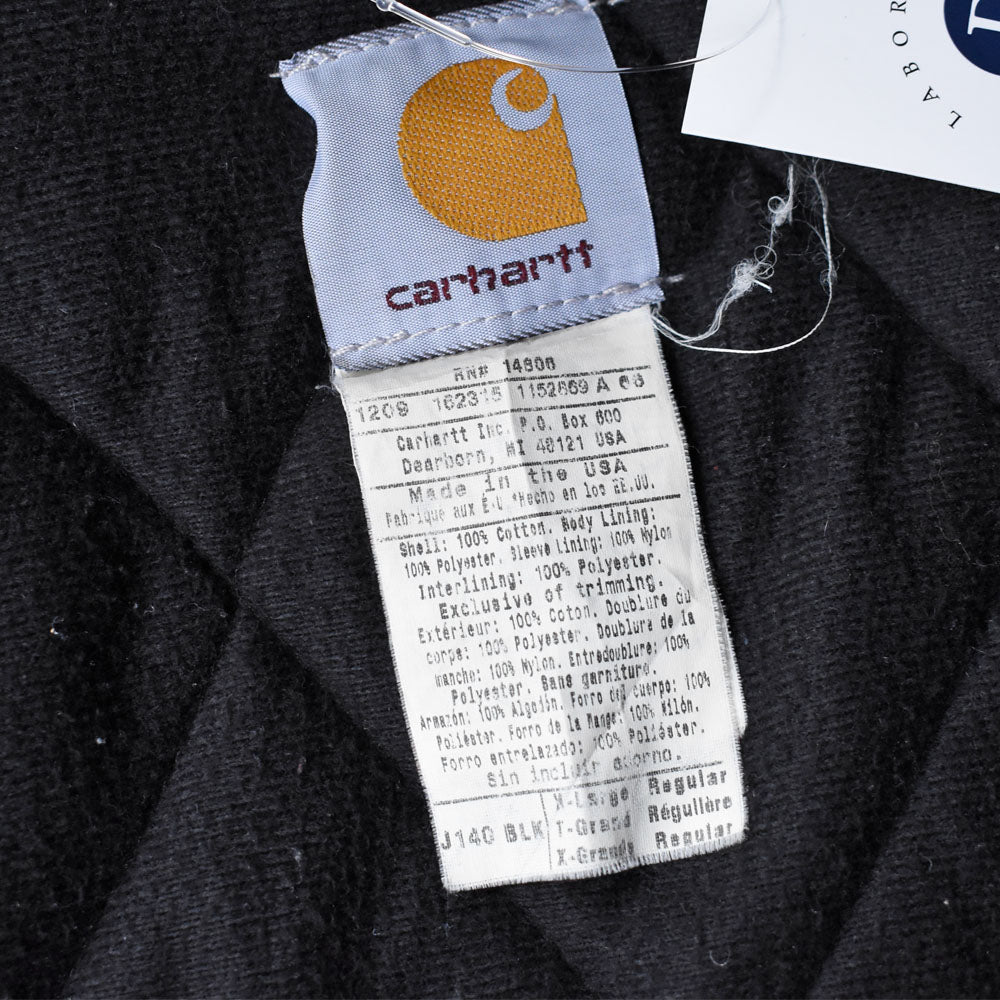 carhartt
LABOR
RN# 14806
1209 162315 1152869 A 66
Carhartt Inc. P.O. Box 600
Dearborn, MI 48121 USA
Made in the USA
Fabrique aux E-U *Hecho en los EE.UU.
Shell: 100% Cotton. Body Lining:
100% Polyester. Sleeve Lining: 100% Nylon
Interlining: 100% Polyester.
Exclusive of trimming.
Extérieur: 100% Coton. Doublure du
corps: 100% Polyester. Doublure de la
manche: 100% Nylon. Entredoublure: 100%
Polyester. Sans garniture.
Armazón: 100% Algodón. Forro del cuerpo: 100%
Poliéster. Forro de la Manga: 100% Nilón.
Forro entrelazado: 100% Poliéster.
Sin incluir adorno.
J140 BLK
X-Large Regular
T-Grand Régulière
X-Grande Regular